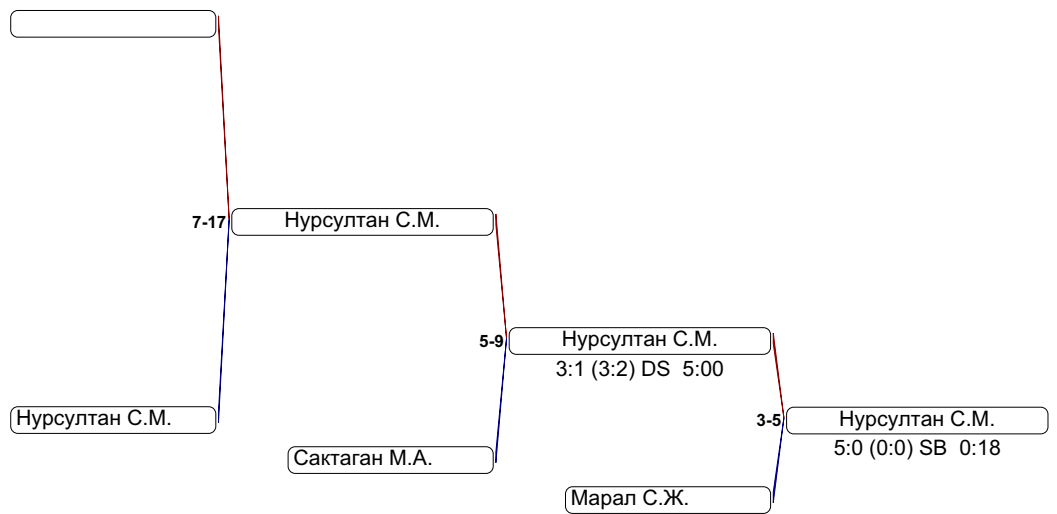 7-17
Нурсултан С.М.
5-9
Нурсултан С.М.
3:1 (3:2) DS 5:00
Нурсултан С.М.
3-5
Нурсултан С.М.
5:0 (0:0) SB 0:18
Сактаган М.А.
Марал С.Ж.